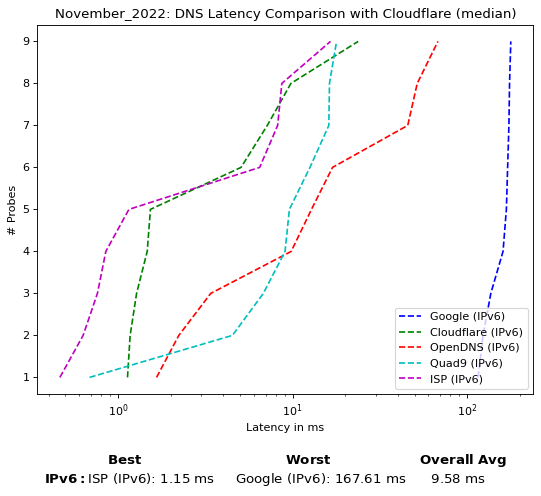 November_2022: DNS Latency Comparison with Cloudflare (median)
9
8
7
6
5
4
3
2
1
# Probes
Google (IPv6)
Cloudflare (IPv6)
OpenDNS (IPv6)
Quad9 (IPv6)
ISP (IPv6)
10⁰ 10¹ 10²
Latency in ms
Best Worst Overall Avg
IPv6: ISP (IPv6): 1.15 ms Google (IPv6): 167.61 ms 9.58 ms